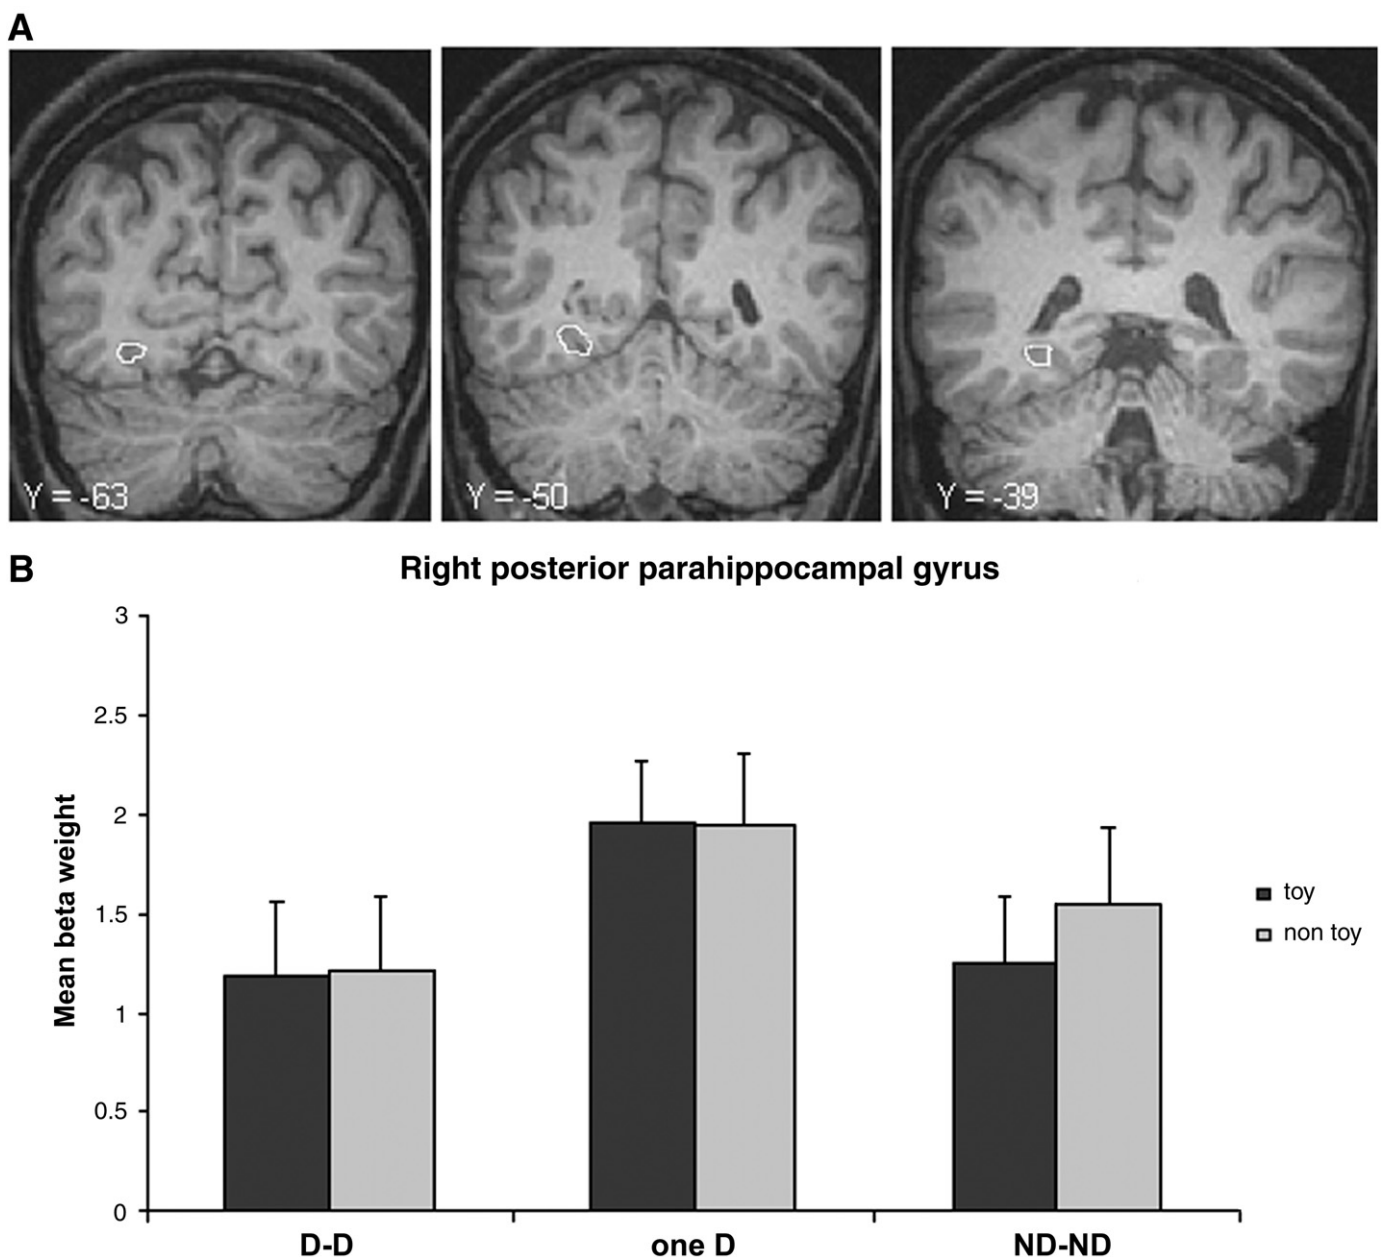 A
Y = -63
Y = -50
Y = -39
B
Right posterior parahippocampal gyrus
3
2.5
2
1.5
1
0.5
0
Mean beta weight
toy
non toy
D-D
one D
ND-ND